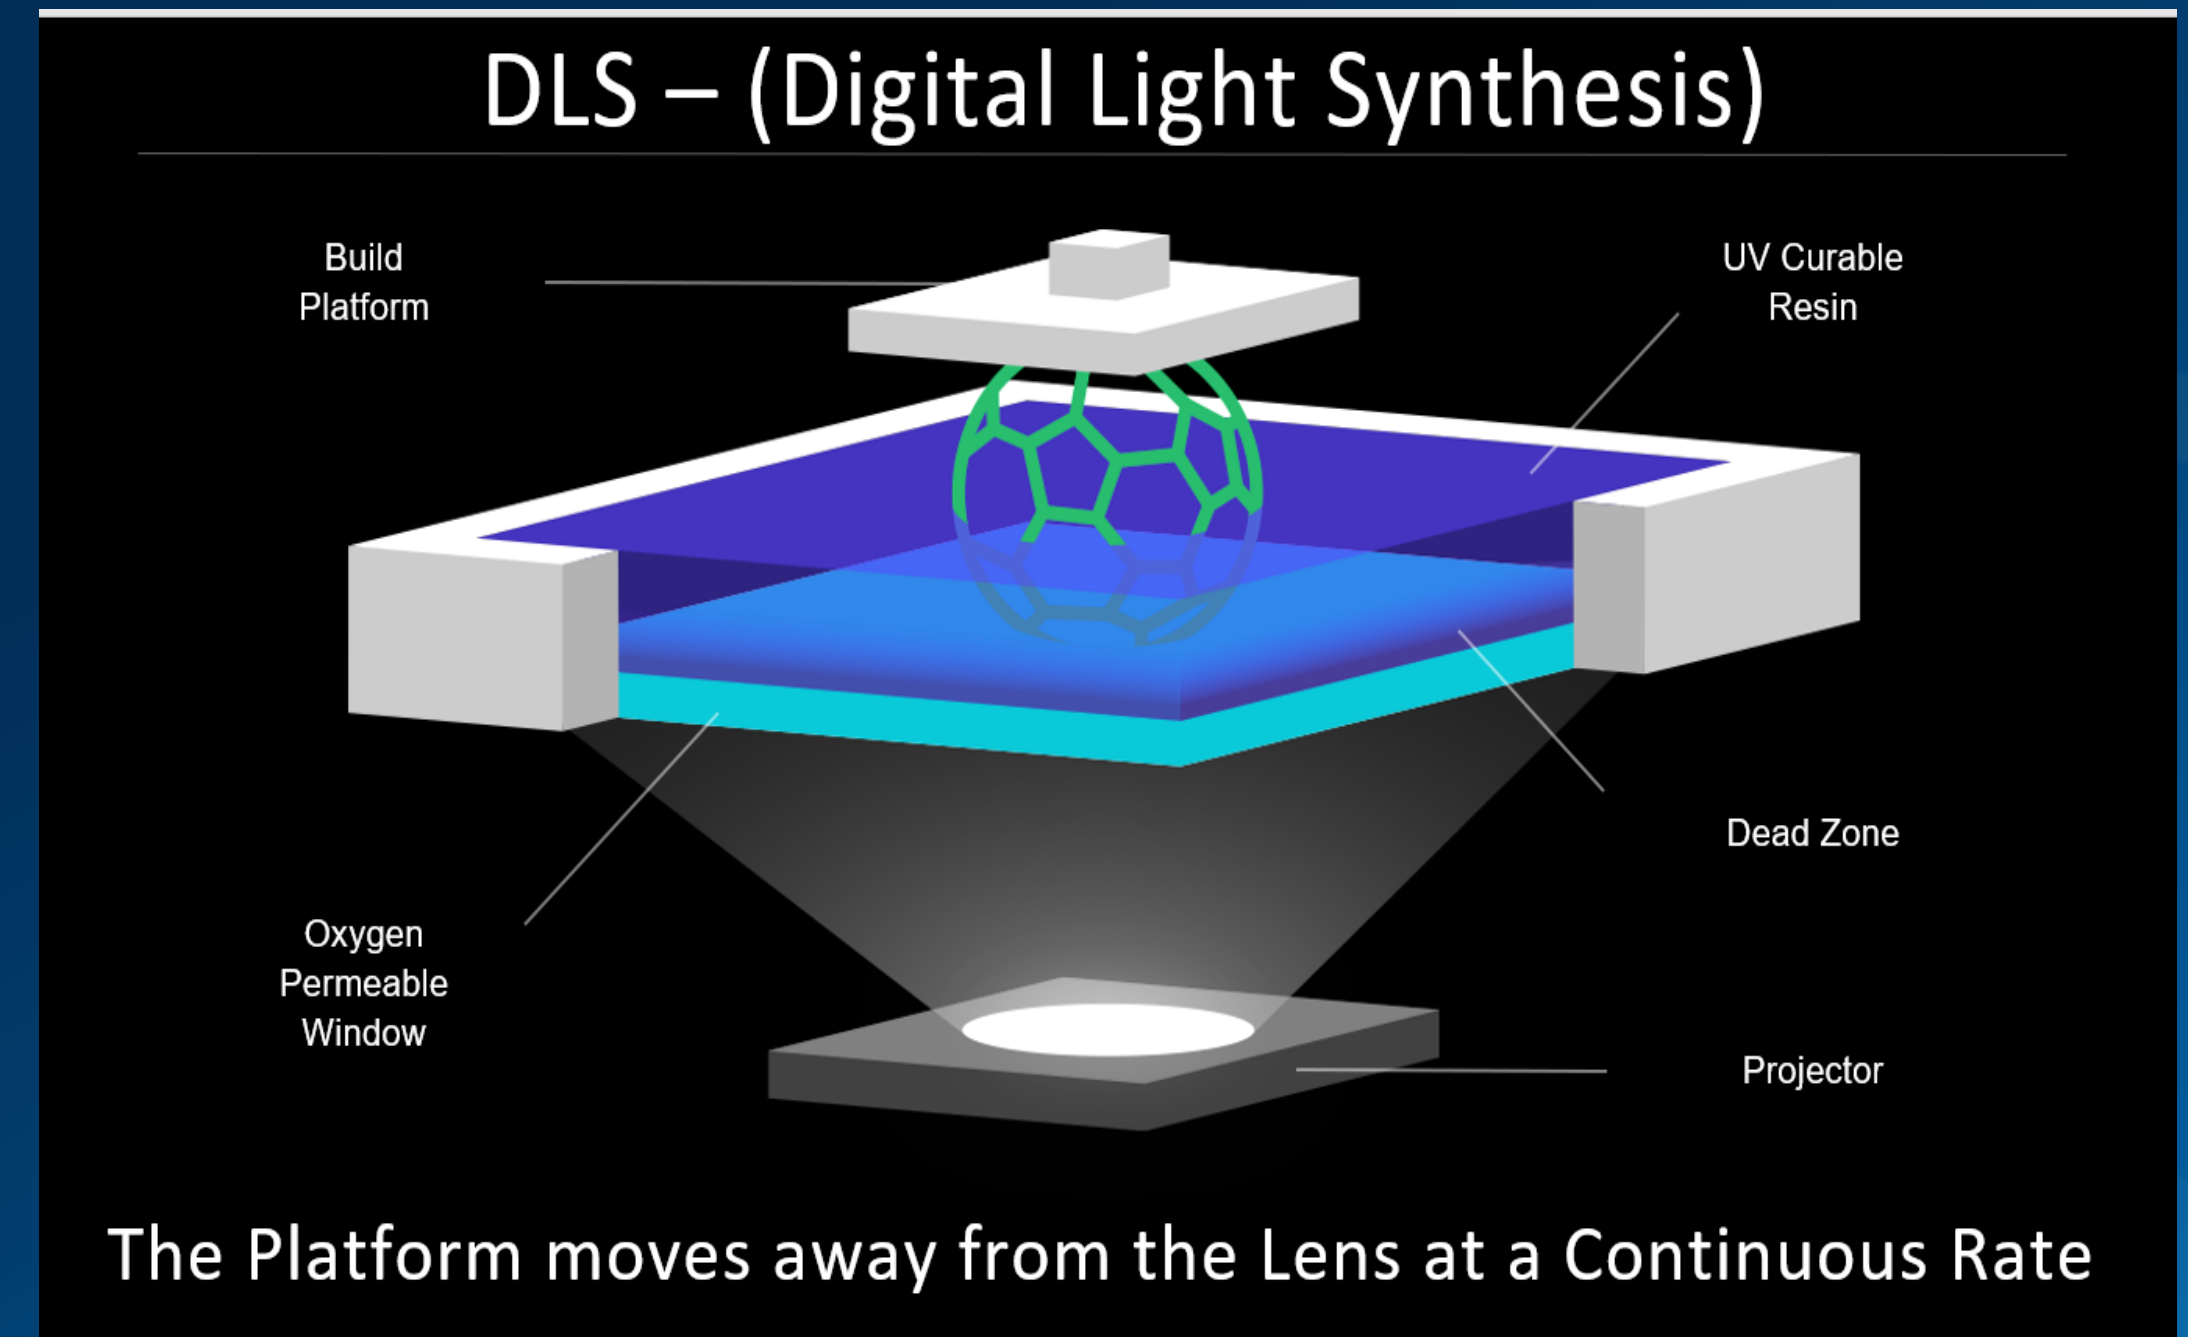 DLS – (Digital Light Synthesis)
Build
Platform
UV Curable
Resin
Dead Zone
Oxygen
Permeable
Window
Projector
The Platform moves away from the Lens at a Continuous Rate